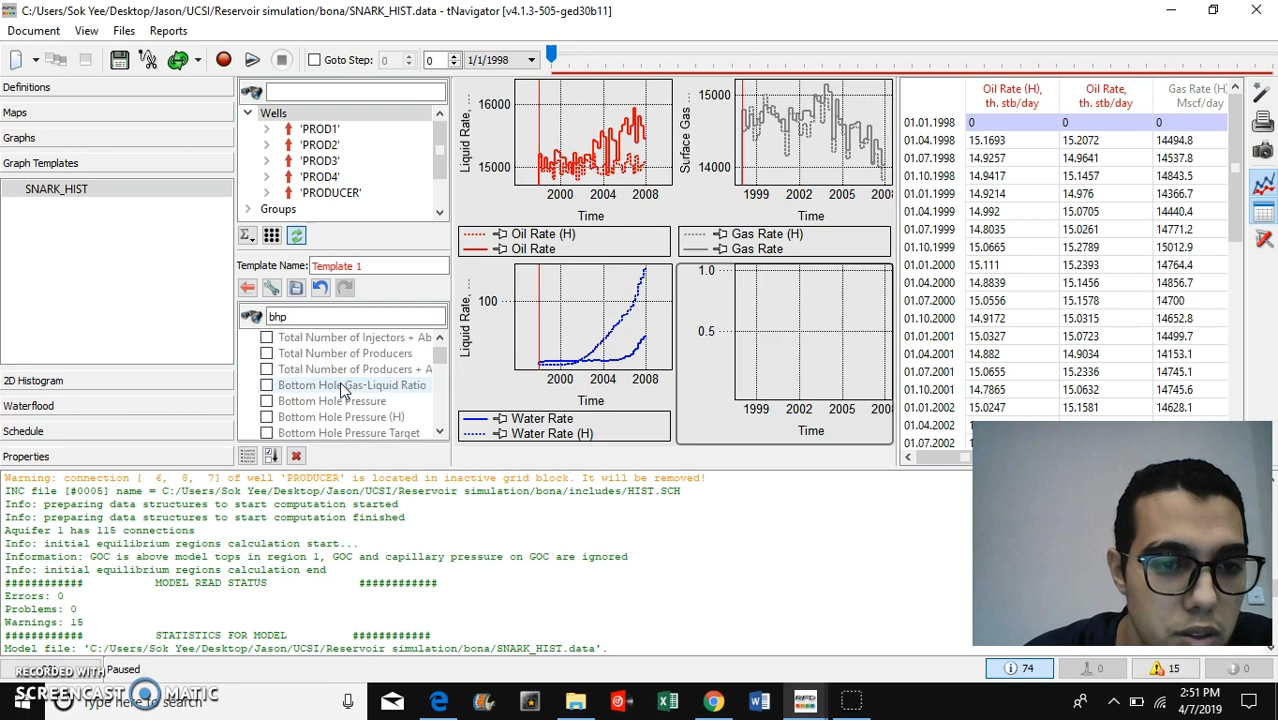 C:/Users/Sok Yee/Desktop/Jason/UCSI/Reservoir simulation/bona/SNARK_HIST.data - tNavigator [v4.1.3-505-ged30b11]
Document View Files Reports
Goto Step: 0 0 1/1/1998
Definitions
Maps
Graphs
Graph Templates
SNARK_HIST
2D Histogram
Waterflood
Schedule
Properties
Wells
'PROD1'
'PROD2'
'PROD3'
'PROD4'
'PRODUCER'
Groups
Template Name: Template 1
bhp
Total Number of Injectors + Ab
Total Number of Producers
Total Number of Producers + A
Bottom Hole Gas-Liquid Ratio
Bottom Hole Pressure
Bottom Hole Pressure (H)
Bottom Hole Pressure Target
Liquid Rate, ...
16000
15000
2000 2004 2008
Time
Oil Rate (H)
Oil Rate
Surface Gas
15000
14000
1999 2002 2005 200
Time
Gas Rate (H)
Gas Rate
Liquid Rate, ...
100
2000 2004 2008
Time
Water Rate
Water Rate (H)
1.0
0.5
1999 2002 2005 200
Time
Oil Rate (H), th. stb/day Oil Rate, th. stb/day Gas Rate (H) Mscf/day
01.01.1998 0 0 0
01.04.1998 15.1693 15.2072 14494.8
01.07.1998 14.9257 14.9641 14537.8
01.10.1998 14.9417 15.1457 14843.5
01.01.1999 14.9214 14.976 14366.7
01.04.1999 14.992 15.0705 14440.4
01.07.1999 14.8035 15.0261 14771.2
01.10.1999 15.0665 15.2789 15012.9
01.01.2000 15.111 15.2393 14764.4
01.04.2000 14.8839 15.1456 14856.7
01.07.2000 15.0556 15.1578 14700
01.10.2000 14.9172 15.0315 14652.8
01.01.2001 15.0327 15.0723 14499.7
01.04.2001 14.882 14.9034 14153.1
01.07.2001 15.0655 15.2336 14745.1
01.10.2001 14.7865 15.0632 14745.6
01.01.2002 15.0247 15.1581 14628.1
01.04.2002
01.07.2002
Warning: connection [ 6, 8, 7] of well 'PRODUCER' is located in inactive grid block. It will be removed!
INC file [#0005] name = C:/Users/Sok Yee/Desktop/Jason/UCSI/Reservoir simulation/bona/includes/HIST.SCH
Info: preparing data structures to start computation started
Info: preparing data structures to start computation finished
Aquifer 1 has 115 connections
Info: initial equilibrium regions calculation start...
Information: GOC is above model tops in region 1, GOC and capillary pressure on GOC are ignored
Info: initial equilibrium regions calculation end
############ MODEL READ STATUS ############
Errors: 0
Problems: 0
Warnings: 15
############ STATISTICS FOR MODEL ############
Model file: 'C:/Users/Sok Yee/Desktop/Jason/UCSI/Reservoir simulation/bona/SNARK_HIST.data'.
Paused
74 0 15 0
RECORDED WITH
SCREENCAST MATIC
Type here to search
2:51 PM
4/7/2019